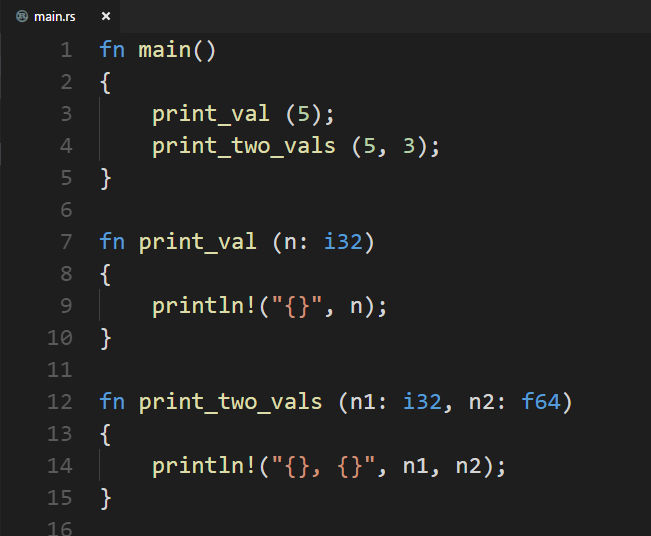 main.rs ×
1 fn main()
2 {
3     print_val (5);
4     print_two_vals (5, 3);
5 }
6
7 fn print_val (n: i32)
8 {
9     println!("{}", n);
10 }
11
12 fn print_two_vals (n1: i32, n2: f64)
13 {
14     println!("{}, {}", n1, n2);
15 }
16